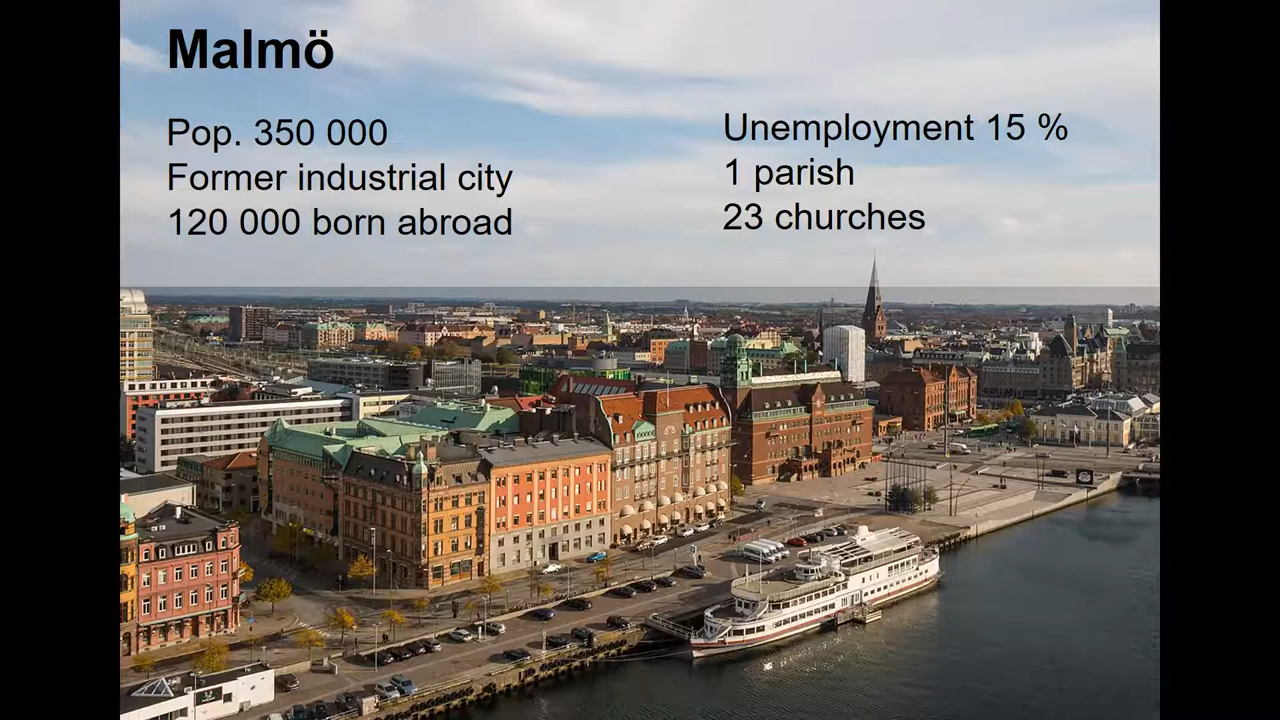 Malmö
Pop. 350 000
Former industrial city
120 000 born abroad
Unemployment 15 %
1 parish
23 churches